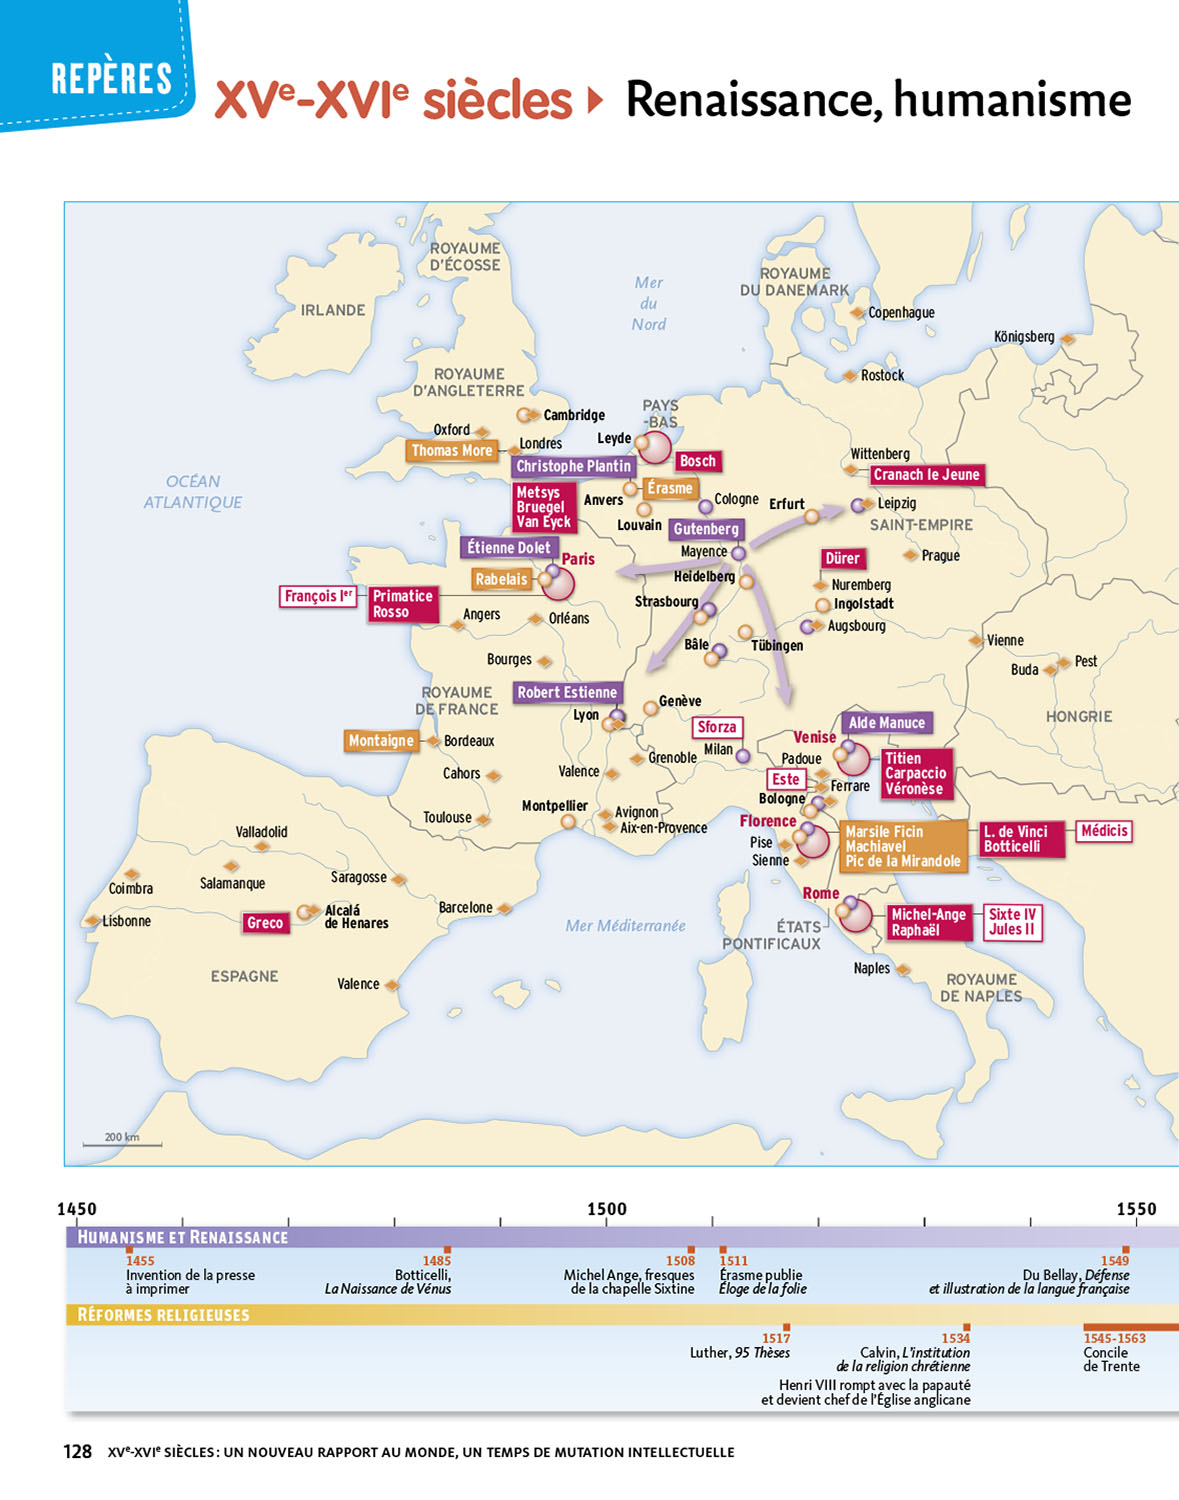 REPÈRES
XVe-XVIe siècles ▸ Renaissance, humanisme
ROYAUME
D'ÉCOSSE
IRLANDE
Mer
du
Nord
ROYAUME
DU DANEMARK
Copenhague
Königsberg
Rostock
ROYAUME
D'ANGLETERRE
PAYS
-BAS
Cambridge
Oxford
Londres
Thomas More
Leyde
Bosch
Wittenberg
Cranach le Jeune
Christophe Plantin
OCÉAN
ATLANTIQUE
Metsys
Bruegel
Van Eyck
Anvers
Érasme
Cologne
Louvain
Erfurt
Leipzig
SAINT-EMPIRE
Gutenberg
Mayence
Étienne Dolet
Paris
Rabelais
Dürer
Prague
Heidelberg
Nuremberg
François Ier
Primatice
Rosso
Strasbourg
Ingolstadt
Angers
Orléans
Augsbourg
Bâle
Tübingen
Vienne
Buda
Pest
Bourges
ROYAUME
DE FRANCE
Robert Estienne
Lyon
Genève
Sforza
Milan
Alde Manuce
HONGRIE
Venise
Montaigne
Bordeaux
Grenoble
Padoue
Titien
Carpaccio
Véronèse
Cahors
Valence
Este
Ferrare
Bologne
Montpellier
Avignon
Aix-en-Provence
Toulouse
Florence
Pise
Sienne
Marsile Ficin
Machiavel
Pic de la Mirandole
L. de Vinci
Botticelli
Médicis
Valladolid
Coimbra
Salamanque
Saragosse
Rome
Lisbonne
Greco
Alcalá
de Henares
Barcelone
Mer Méditerranée
ÉTATS
PONTIFICAUX
Michel-Ange
Raphaël
Sixte IV
Jules II
ESPAGNE
Valence
Naples
ROYAUME
DE NAPLES
200 km
1450 1500 1550
HUMANISME ET RENAISSANCE
1455
Invention de la presse
à imprimer
1485
Botticelli,
La Naissance de Vénus
1508
Michel Ange, fresques
de la chapelle Sixtine
1511
Érasme publie
Éloge de la folie
1549
Du Bellay, Défense
et illustration de la langue française
RÉFORMES RELIGIEUSES
1517
Luther, 95 Thèses
1534
Calvin, L'institution
de la religion chrétienne
Henri VIII rompt avec la papauté
et devient chef de l'Église anglicane
1545-1563
Concile
de Trente
128 XVe-XVIe SIÈCLES : UN NOUVEAU RAPPORT AU MONDE, UN TEMPS DE MUTATION INTELLECTUELLE